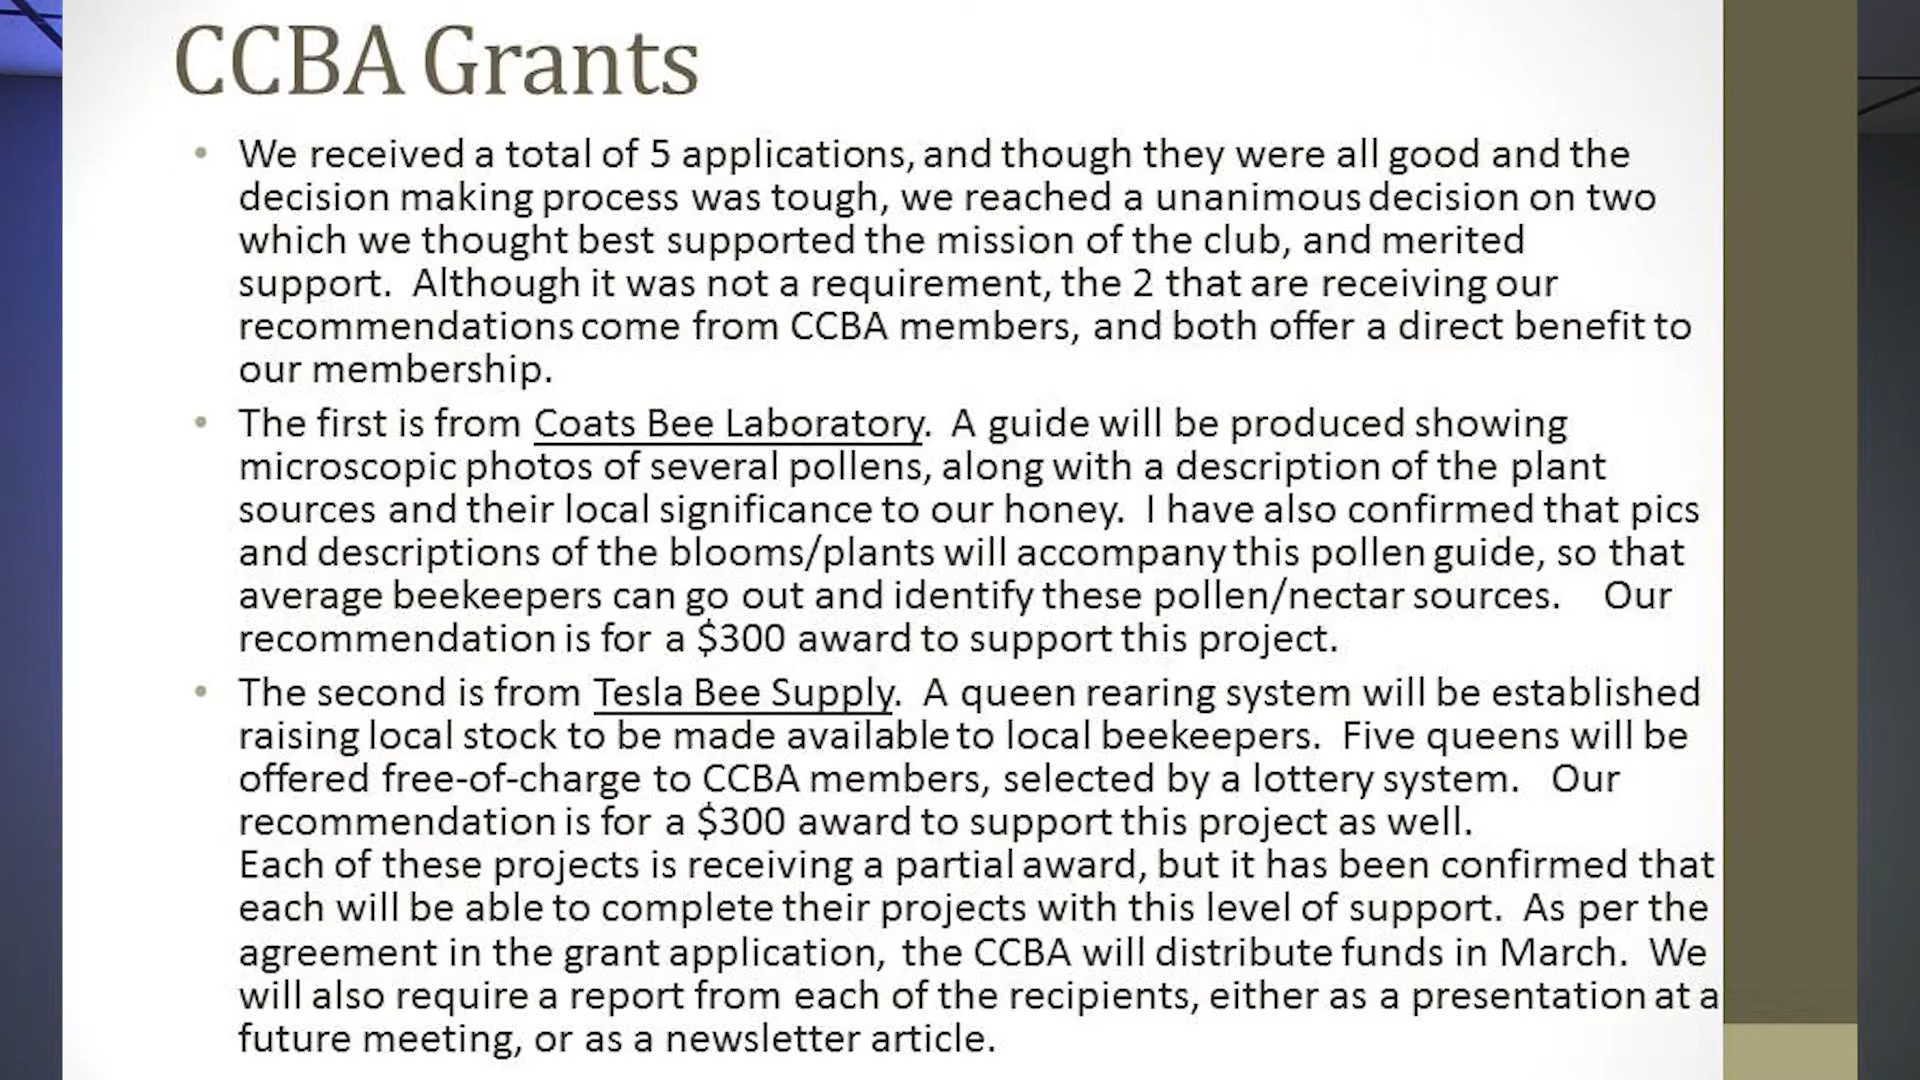 CCBA Grants
• We received a total of 5 applications, and though they were all good and the
decision making process was tough, we reached a unanimous decision on two
which we thought best supported the mission of the club, and merited
support.  Although it was not a requirement, the 2 that are receiving our
recommendations come from CCBA members, and both offer a direct benefit to
our membership.
• The first is from Coats Bee Laboratory.  A guide will be produced showing
microscopic photos of several pollens, along with a description of the plant
sources and their local significance to our honey.  I have also confirmed that pics
and descriptions of the blooms/plants will accompany this pollen guide, so that
average beekeepers can go out and identify these pollen/nectar sources.    Our
recommendation is for a $300 award to support this project.
• The second is from Tesla Bee Supply.  A queen rearing system will be established
raising local stock to be made available to local beekeepers.  Five queens will be
offered free-of-charge to CCBA members, selected by a lottery system.   Our
recommendation is for a $300 award to support this project as well.
Each of these projects is receiving a partial award, but it has been confirmed that
each will be able to complete their projects with this level of support.  As per the
agreement in the grant application, the CCBA will distribute funds in March.  We
will also require a report from each of the recipients, either as a presentation at a
future meeting, or as a newsletter article.